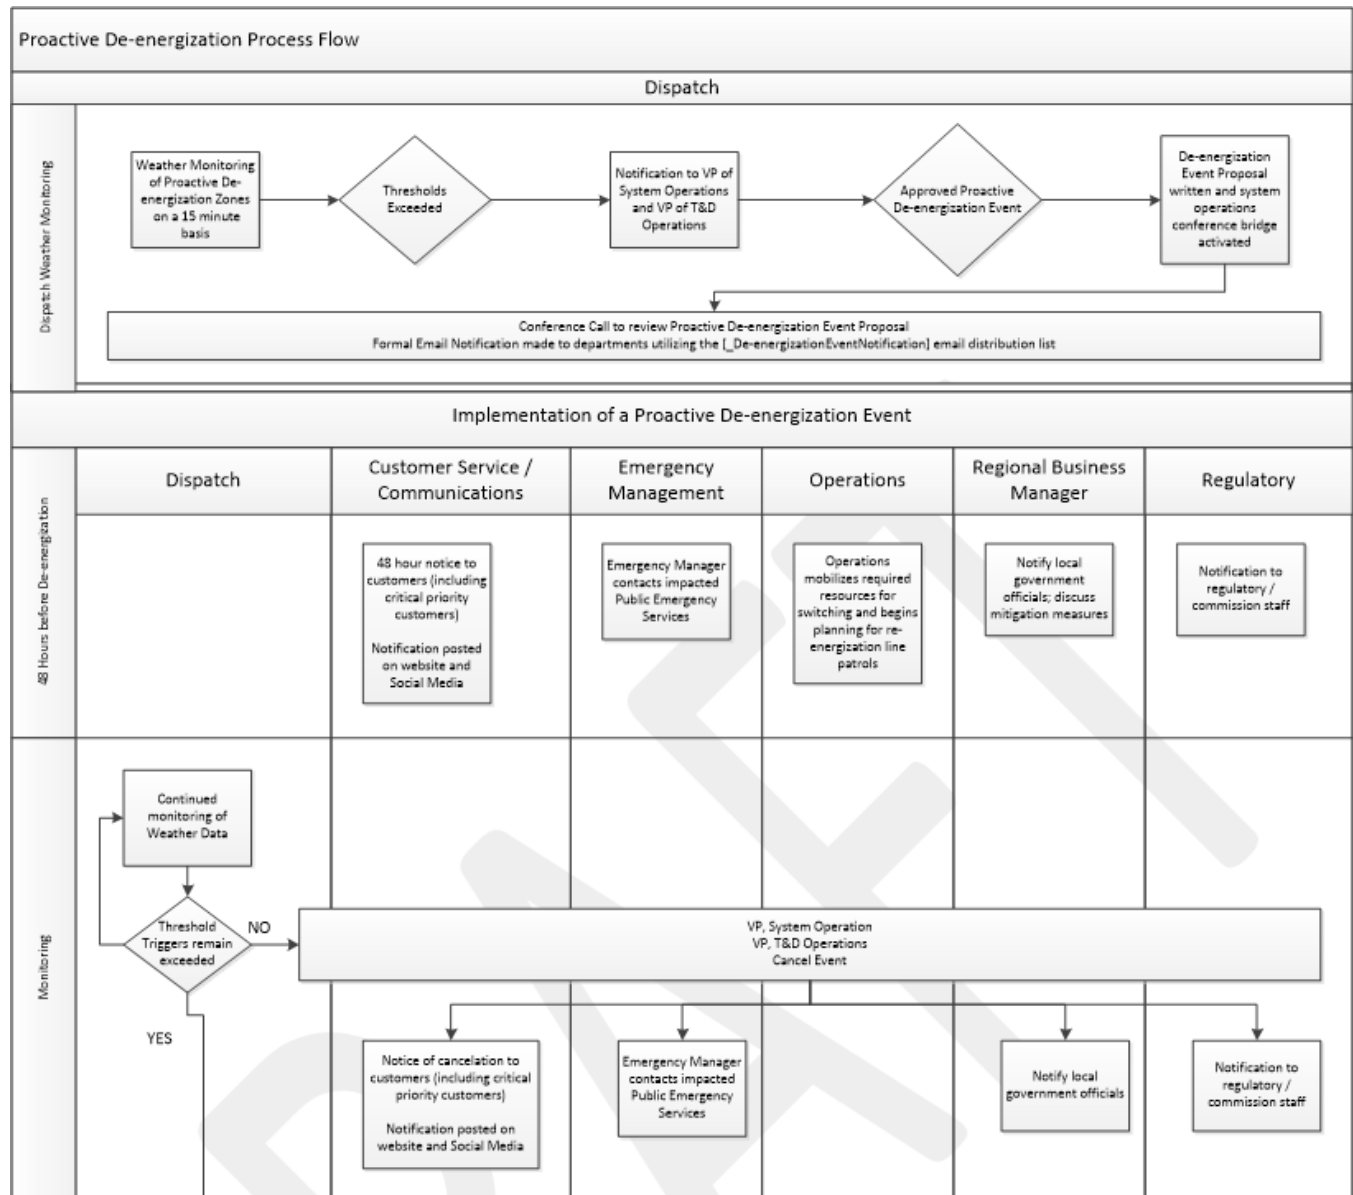 Proactive De-energization Process Flow
Dispatch
Dispatch Weather Monitoring
Weather Monitoring
of Proactive De-
energization Zones
on a 15 minute
basis
Thresholds
Exceeded
Notification to VP of
System Operations
and VP of T&D
Operations
Approved Proactive
De-energization Event
De-energization
Event Proposal
written and system
operations
conference bridge
activated
Conference Call to review Proactive De-energization Event Proposal
Formal Email Notification made to departments utilizing the [_De-energizationEventNotification] email distribution list
Implementation of a Proactive De-energization Event
48 Hours before De-energization
Dispatch
Customer Service /
Communications
Emergency
Management
Operations
Regional Business
Manager
Regulatory
48 hour notice to
customers (including
critical priority
customers)
Notification posted
on website and
Social Media
Emergency Manager
contacts impacted
Public Emergency
Services
Operations
mobilizes required
resources for
switching and begins
planning for re-
energization line
patrols
Notify local
government
officials; discuss
mitigation measures
Notification to
regulatory /
commission staff
Monitoring
Continued
monitoring of
Weather Data
Threshold
Triggers remain
exceeded
NO
YES
VP, System Operation
VP, T&D Operations
Cancel Event
Notice of cancelation to
customers (including critical
priority customers)
Notification posted on
website and Social Media
Emergency Manager
contacts impacted
Public Emergency
Services
Notify local
government officials
Notification to
regulatory /
commission staff
DRAFT